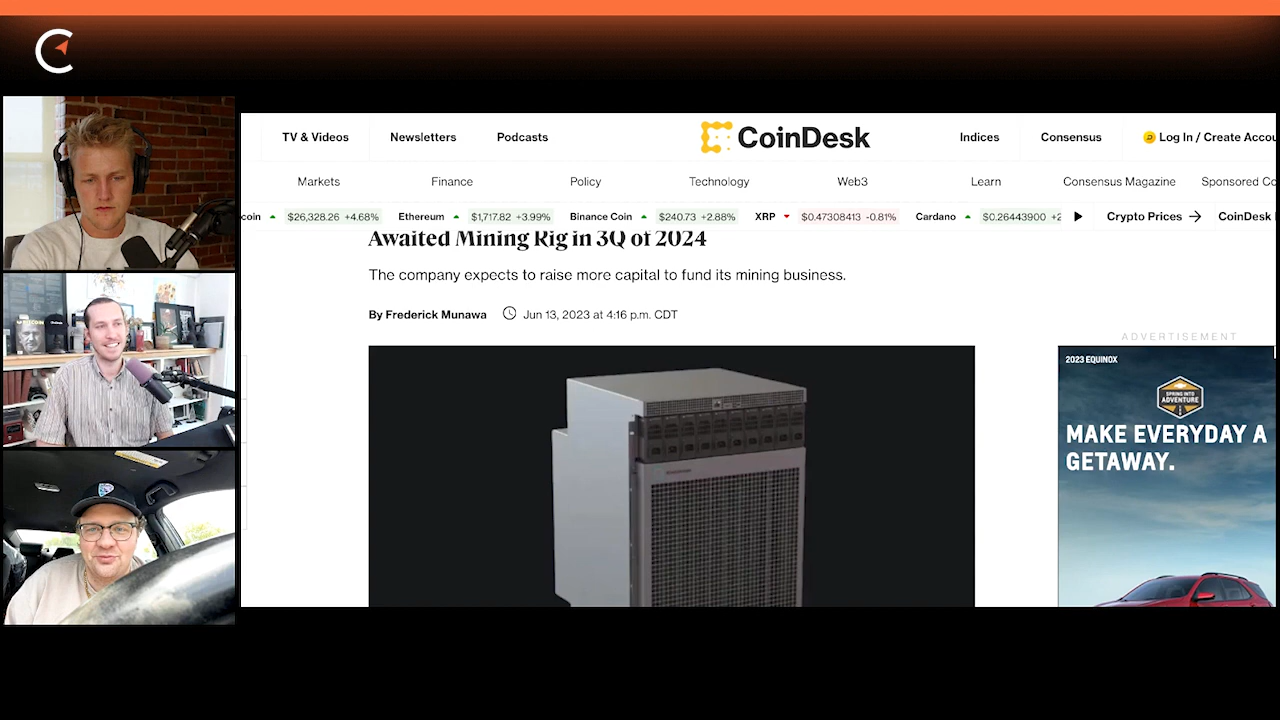 TV & Videos Newsletters Podcasts CoinDesk Indices Consensus Log In / Create Accou
Markets Finance Policy Technology Web3 Learn Consensus Magazine Sponsored Co
coin $26,328.26 +4.68% Ethereum $1,717.82 +3.99% Binance Coin $240.73 +2.88% XRP $0.47308413 -0.81% Cardano $0.26443900 +2 Crypto Prices CoinDesk
Awaited Mining Rig in 3Q of 2024
The company expects to raise more capital to fund its mining business.
By Frederick Munawa Jun 13, 2023 at 4:16 p.m. CDT
ADVERTISEMENT
2023 EQUINOX
SPRING INTO
ADVENTURE
MAKE EVERYDAY A
GETAWAY.